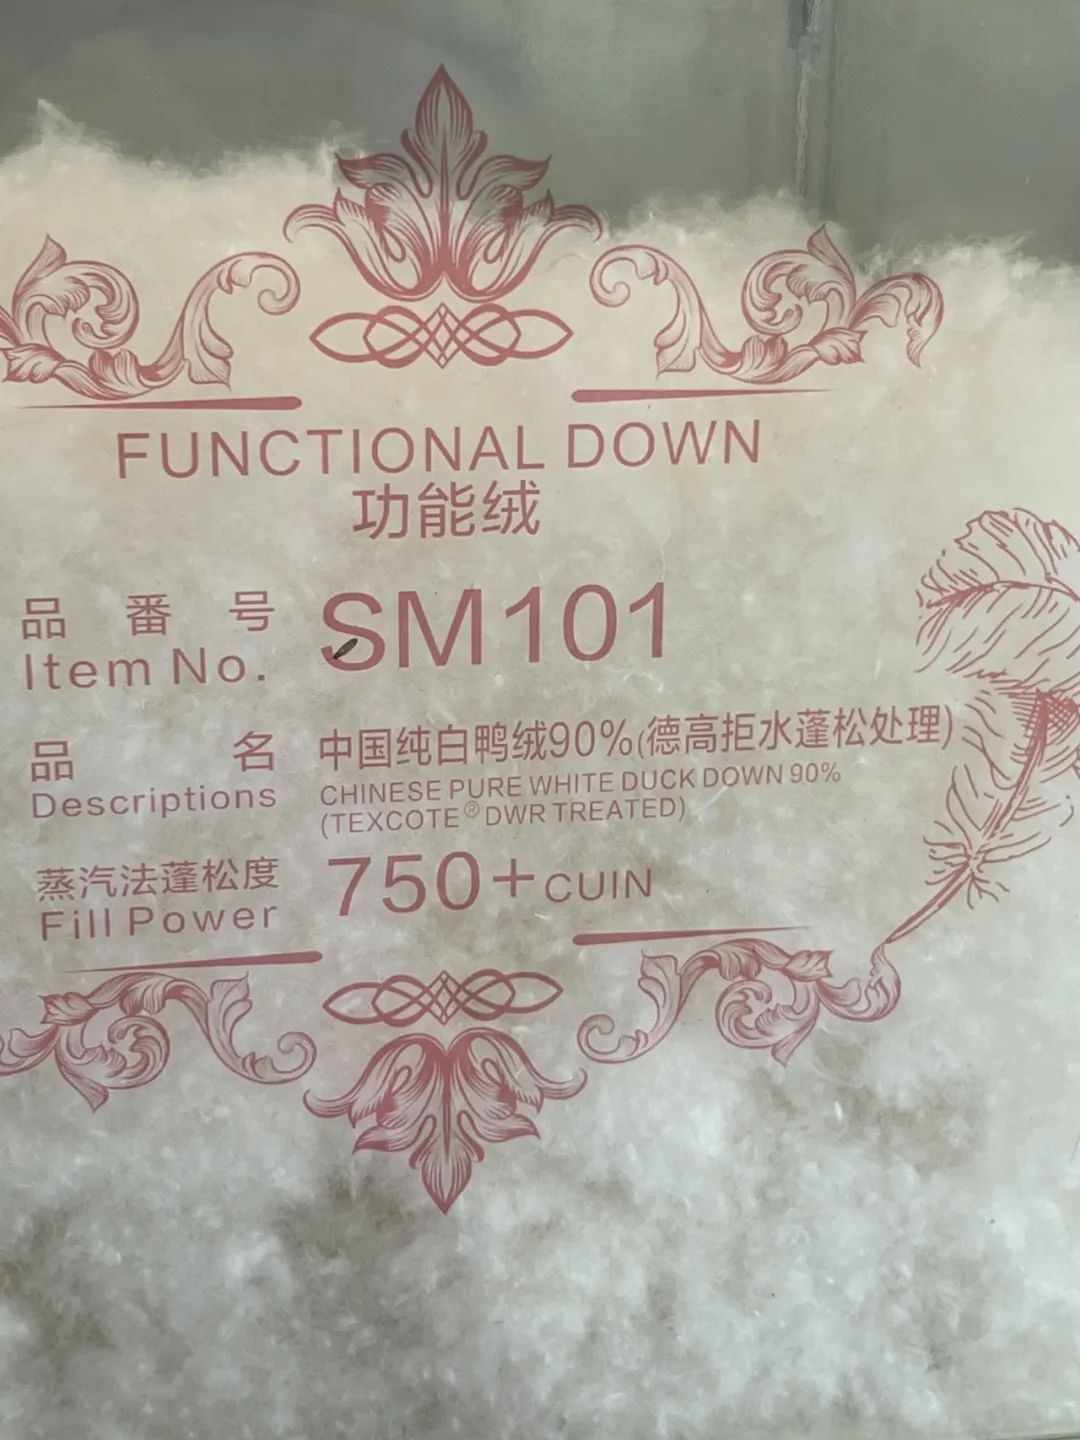 FUNCTIONAL DOWN
功能绒
品番号 SM101
Item No.
品名 中国纯白鸭绒90%(德高拒水蓬松处理)
Descriptions CHINESE PURE WHITE DUCK DOWN 90%
(TEXCOTE® DWR TREATED)
蒸汽法蓬松度 750+CUIN
Fill Power